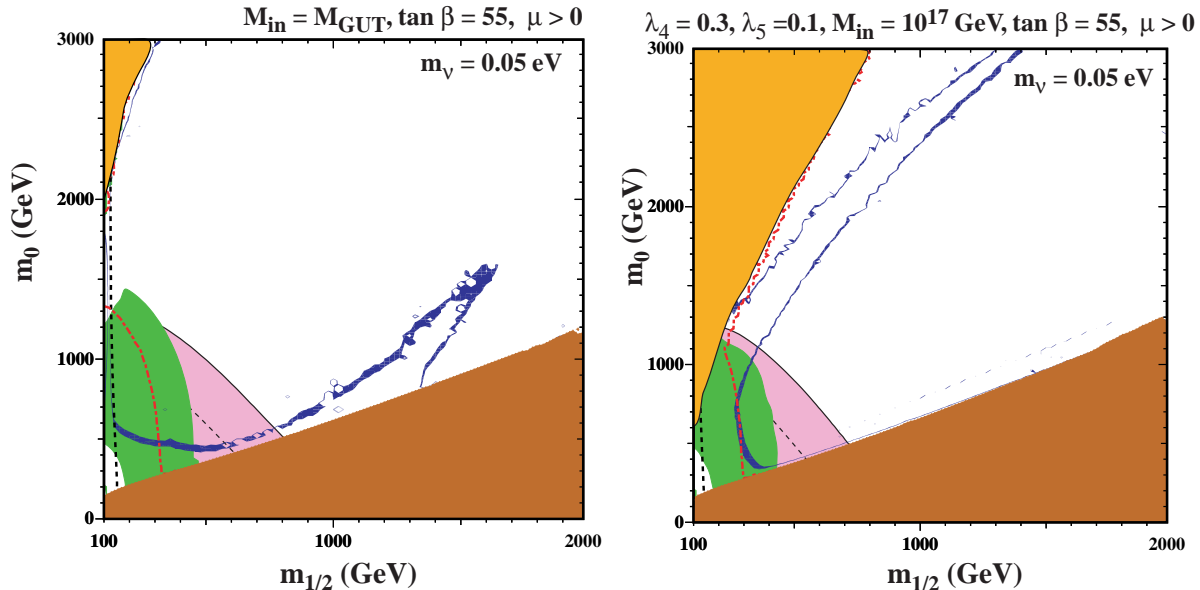 M_in = M_GUT, tan β = 55, μ > 0
m_ν = 0.05 eV
3000
2000
1000
0
100
1000
2000
m_0 (GeV)
m_1/2 (GeV)
λ_4 = 0.3, λ_5 =0.1, M_in = 10^17 GeV, tan β = 55, μ > 0
m_ν = 0.05 eV
3000
2000
1000
0
100
1000
2000
m_0 (GeV)
m_1/2 (GeV)